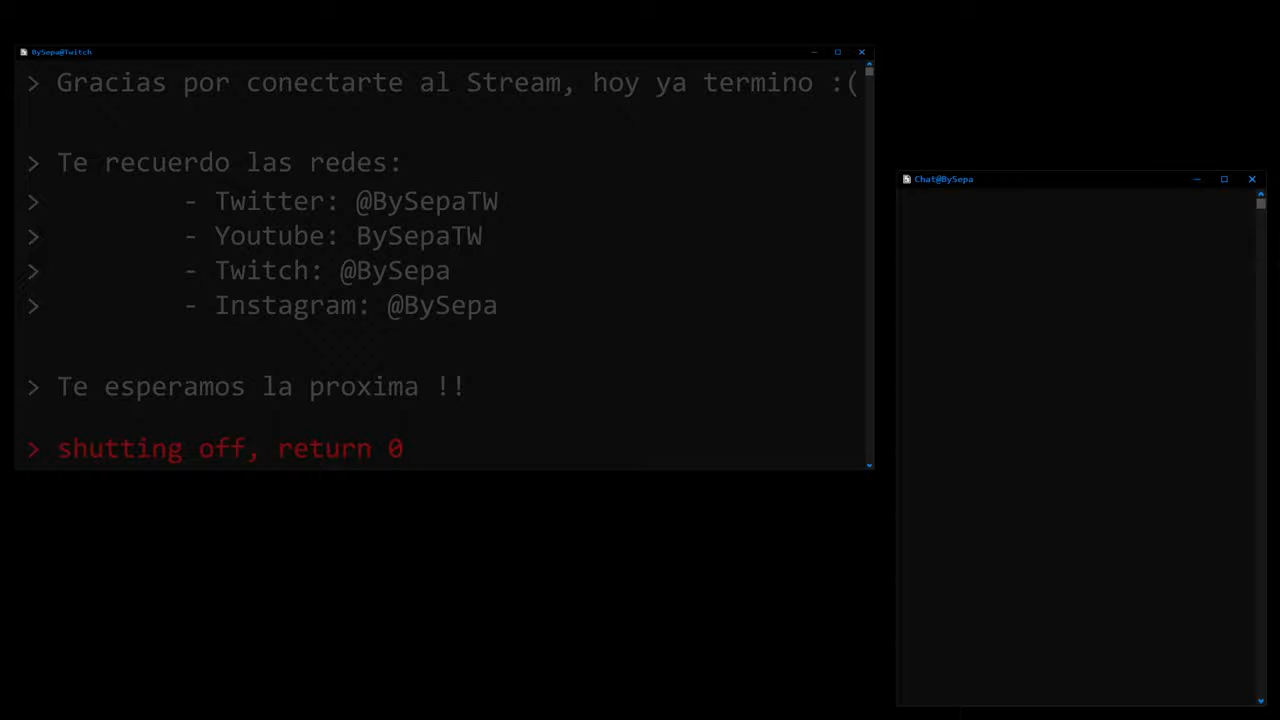 BySepa@Twitch
> Gracias por conectarte al Stream, hoy ya termino :(
> Te recuerdo las redes:
> - Twitter: @BySepaTW
> - Youtube: BySepaTW
> - Twitch: @BySepa
> - Instagram: @BySepa
> Te esperamos la proxima !!
> shutting off, return 0
Chat@BySepa